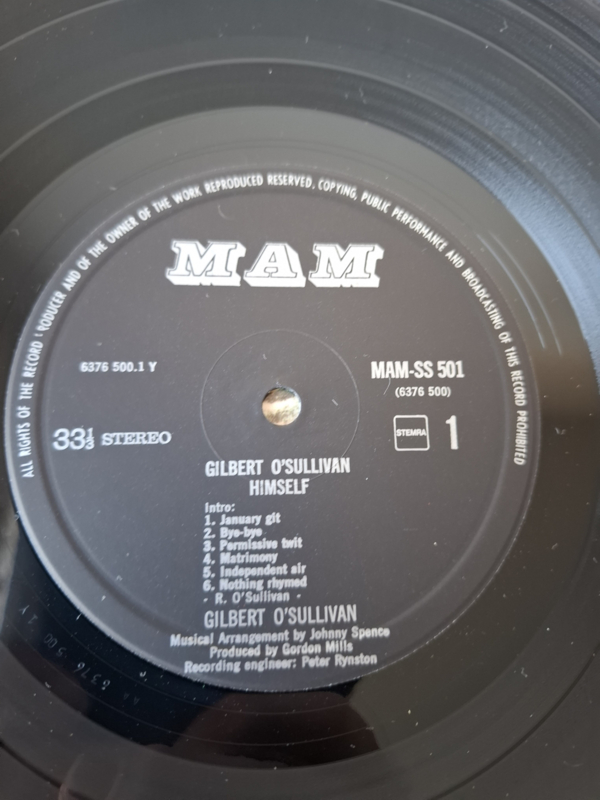 ALL RIGHTS OF THE RECORD PRODUCER AND OF THE OWNER OF THE WORK REPRODUCED RESERVED. COPYING, PUBLIC PERFORMANCE AND BROADCASTING OF THIS RECORD PROHIBITED
MAM
6376 500.1 Y
MAM-SS 501
(6376 500)
33⅓ STEREO
STEMRA 1
GILBERT O'SULLIVAN
HIMSELF
Intro:
1. January git
2. Bye-bye
3. Permissive twit
4. Matrimony
5. Independent air
6. Nothing rhymed
- R. O'Sullivan -
GILBERT O'SULLIVAN
Musical Arrangement by Johnny Spence
Produced by Gordon Mills
Recording engineer: Peter Rynston